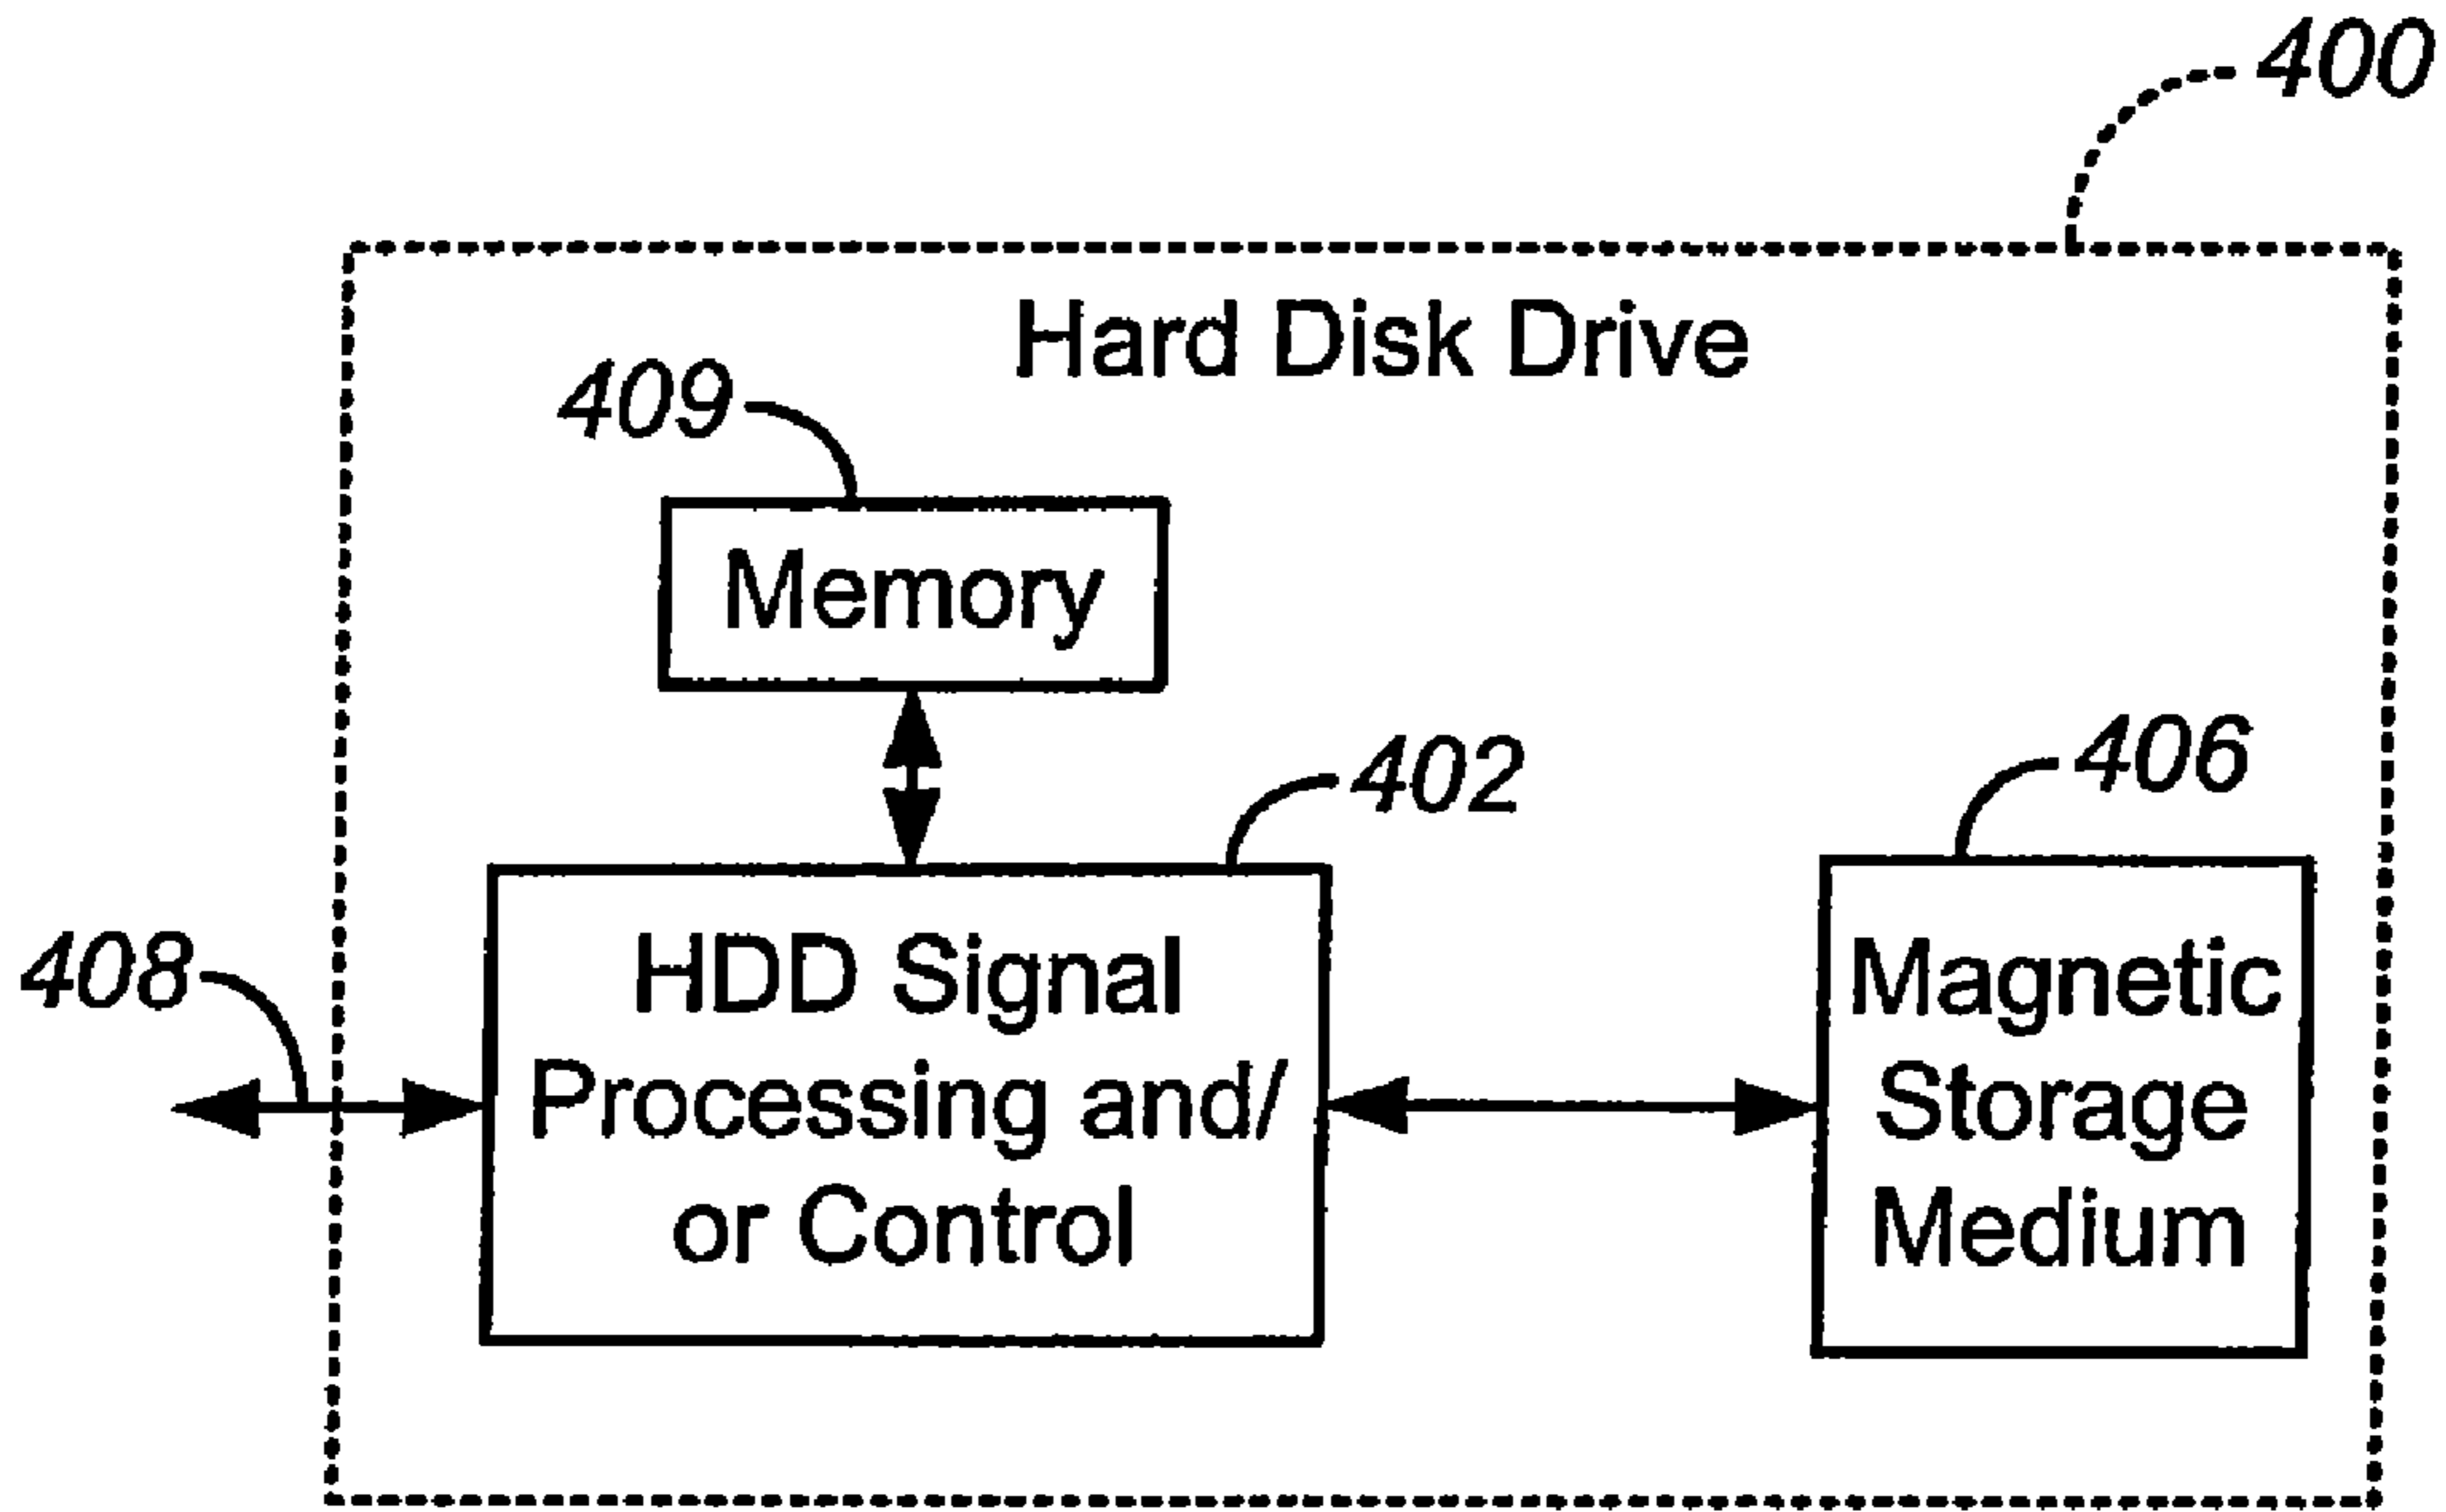 400
Hard Disk Drive
409
Memory
402
406
408
HDD Signal
Processing and/
or Control
Magnetic
Storage
Medium